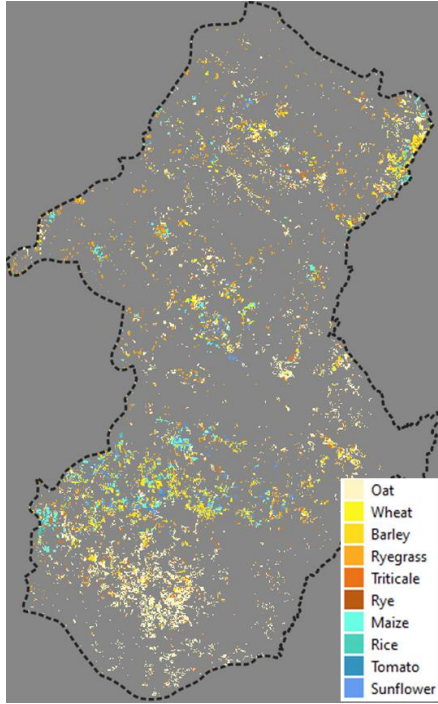 Oat
Wheat
Barley
Ryegrass
Triticale
Rye
Maize
Rice
Tomato
Sunflower